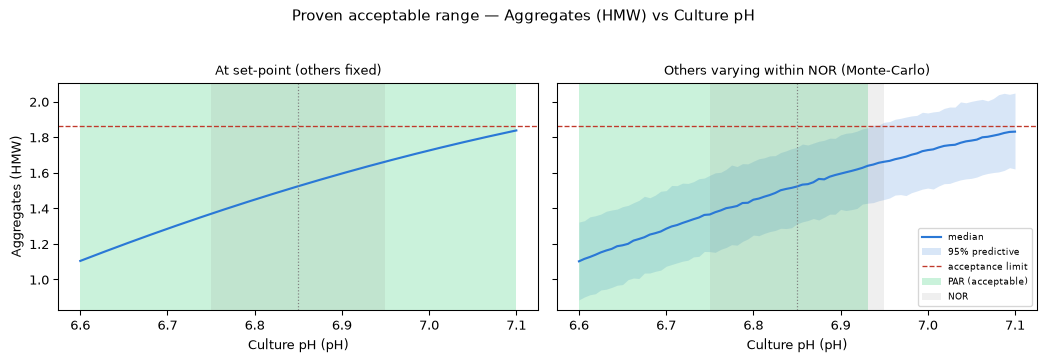 Proven acceptable range — Aggregates (HMW) vs Culture pH
At set-point (others fixed)
Others varying within NOR (Monte-Carlo)
Aggregates (HMW)
2.0
1.8
1.6
1.4
1.2
1.0
6.6 6.7 6.8 6.9 7.0 7.1
Culture pH (pH)
median
95% predictive
acceptance limit
PAR (acceptable)
NOR
6.6 6.7 6.8 6.9 7.0 7.1
Culture pH (pH)